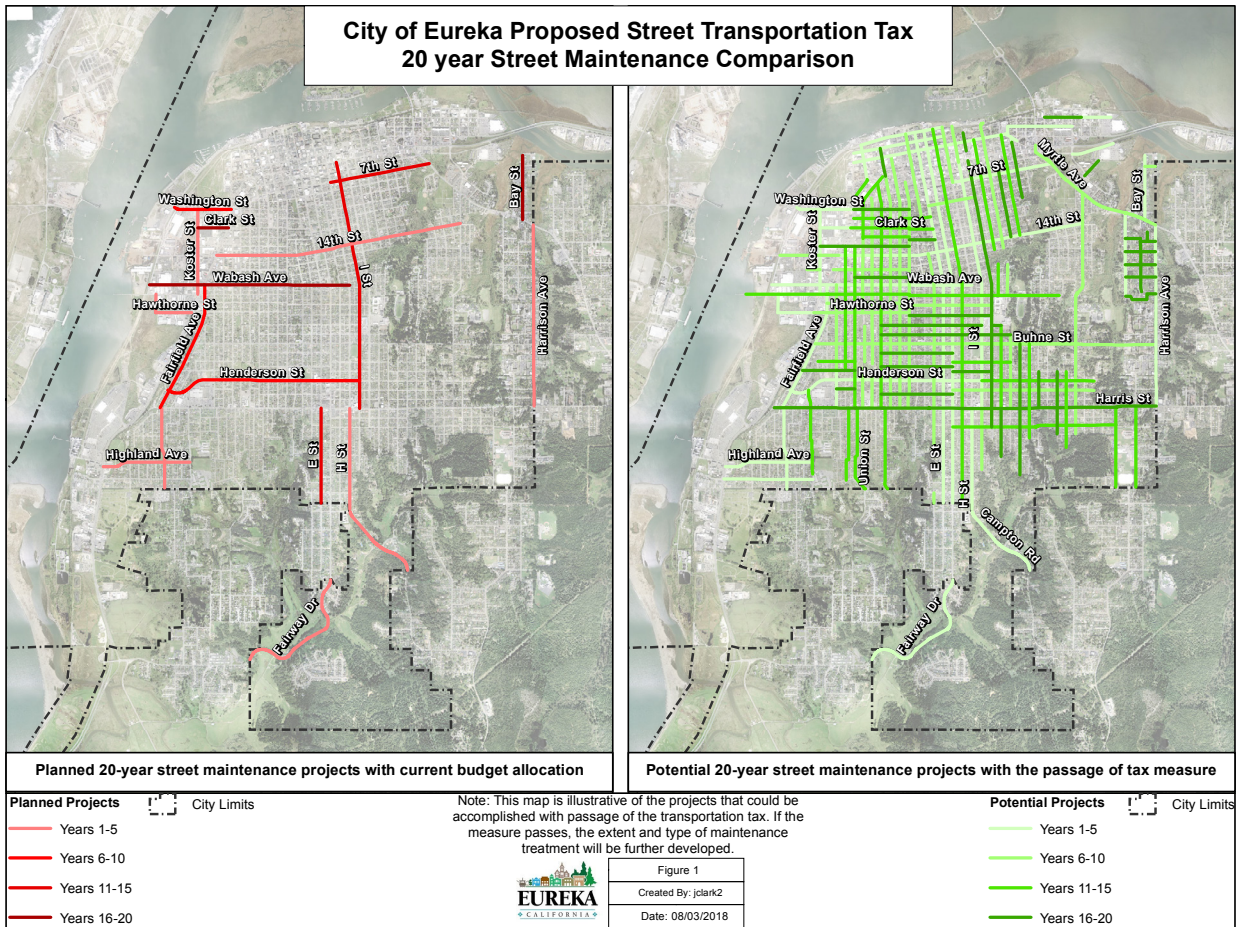 City of Eureka Proposed Street Transportation Tax
20 year Street Maintenance Comparison
7th St
Washington St
Clark St
Bay St
Koster St
14th St
Wabash Ave
I St
Hawthorne St
Fairfield Ave
Harrison Ave
Henderson St
E St
H St
Highland Ave
Fairway Dr
Myrtle Ave
7th St
Washington St
Bay St
Clark St
14th St
Koster St
Wabash Ave
Hawthorne St
Harrison Ave
Fairfield Ave
I St
Buhne St
Henderson St
Harris St
Highland Ave
Union St
E St
H St
Campton Rd
Fairway Dr
Planned 20-year street maintenance projects with current budget allocation
Potential 20-year street maintenance projects with the passage of tax measure
Planned Projects
City Limits
Years 1-5
Years 6-10
Years 11-15
Years 16-20
Note: This map is illustrative of the projects that could be
accomplished with passage of the transportation tax. If the
measure passes, the extent and type of maintenance
treatment will be further developed.
EUREKA
CALIFORNIA
Figure 1
Created By: jclark2
Date: 08/03/2018
Potential Projects
City Limits
Years 1-5
Years 6-10
Years 11-15
Years 16-20